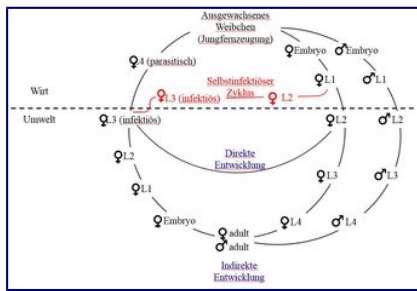 Ausgewachsenes
Weibchen
(Jungfernzeugung)
♀Embryo
♂Embryo
♀4 (parasitisch)
♀L1
♂L1
Selbstinfektiöser
Zyklus
♀L3 (infektiös)
♀ L2
Wirt
Umwelt
♀L3 (infektiös)
♀L2
♂L2
♀L2
Direkte
Entwicklung
♀L3
♂L3
♀L1
♀Embryo
♀L4
♂L4
♀ adult
♂ adult
Indirekte
Entwicklung